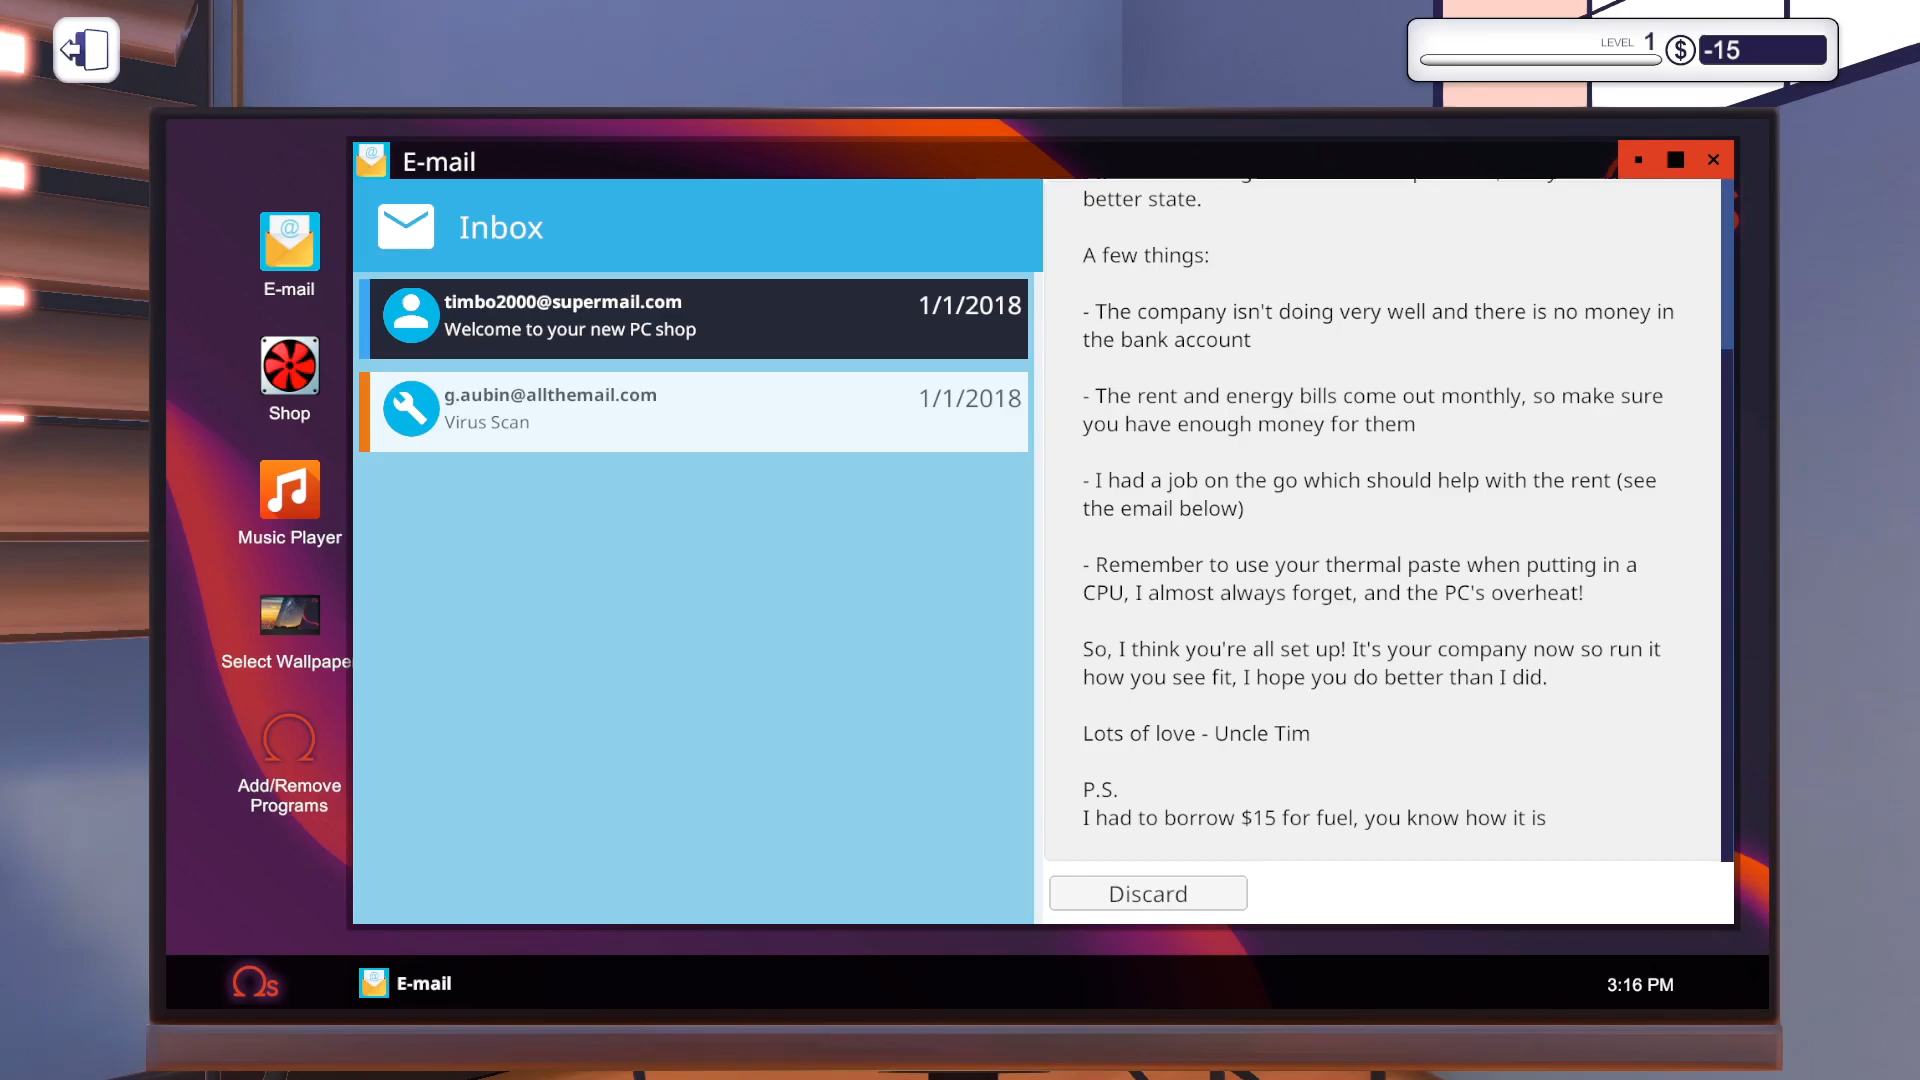 LEVEL 1
$ -15
E-mail
Inbox
timbo2000@supermail.com
1/1/2018
Welcome to your new PC shop
g.aubin@allthemail.com
1/1/2018
Virus Scan
better state.
A few things:
- The company isn't doing very well and there is no money in
the bank account
- The rent and energy bills come out monthly, so make sure
you have enough money for them
- I had a job on the go which should help with the rent (see
the email below)
- Remember to use your thermal paste when putting in a
CPU, I almost always forget, and the PC's overheat!
So, I think you're all set up! It's your company now so run it
how you see fit, I hope you do better than I did.
Lots of love - Uncle Tim
P.S.
I had to borrow $15 for fuel, you know how it is
Discard
E-mail
Shop
Music Player
Select Wallpape
Add/Remove
Programs
Ωs
E-mail
3:16 PM